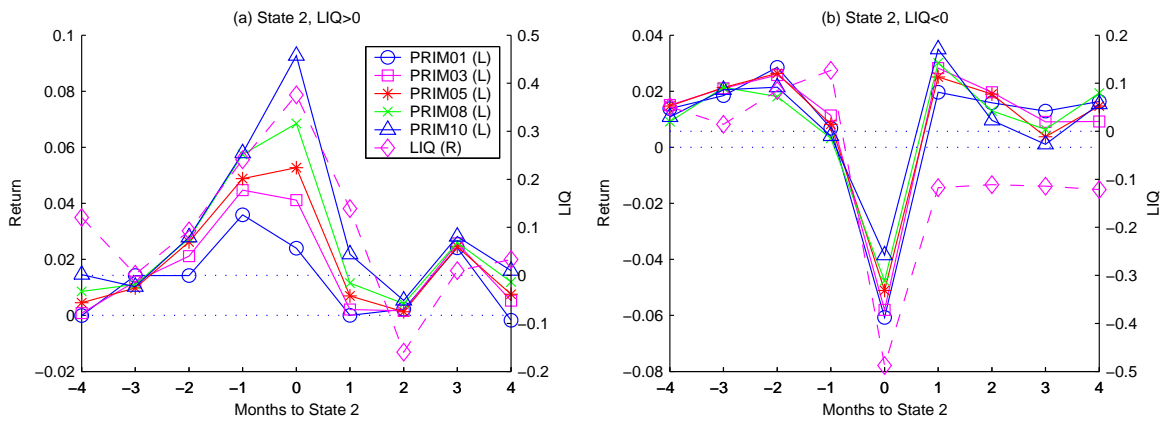 (a) State 2, LIQ>0
0.1
0.08
0.06
0.04
0.02
0
−0.02
Return
0.5
0.4
0.3
0.2
0.1
0
−0.1
−0.2
LIQ
PRIM01 (L)
PRIM03 (L)
PRIM05 (L)
PRIM08 (L)
PRIM10 (L)
LIQ (R)
−4 −3 −2 −1 0 1 2 3 4
Months to State 2
(b) State 2, LIQ<0
0.04
0.02
0
−0.02
−0.04
−0.06
−0.08
Return
0.2
0.1
0
−0.1
−0.2
−0.3
−0.4
−0.5
LIQ
−4 −3 −2 −1 0 1 2 3 4
Months to State 2